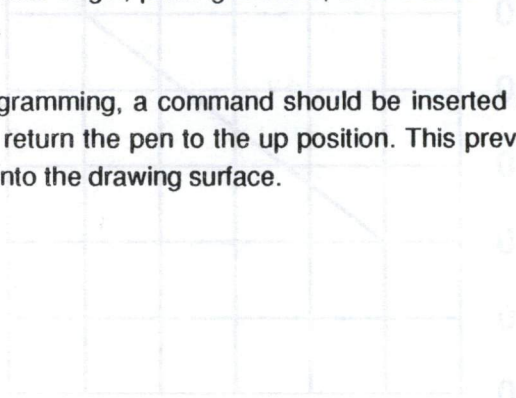 gramming, a command should be inserted
return the pen to the up position. This prev
nto the drawing surface.